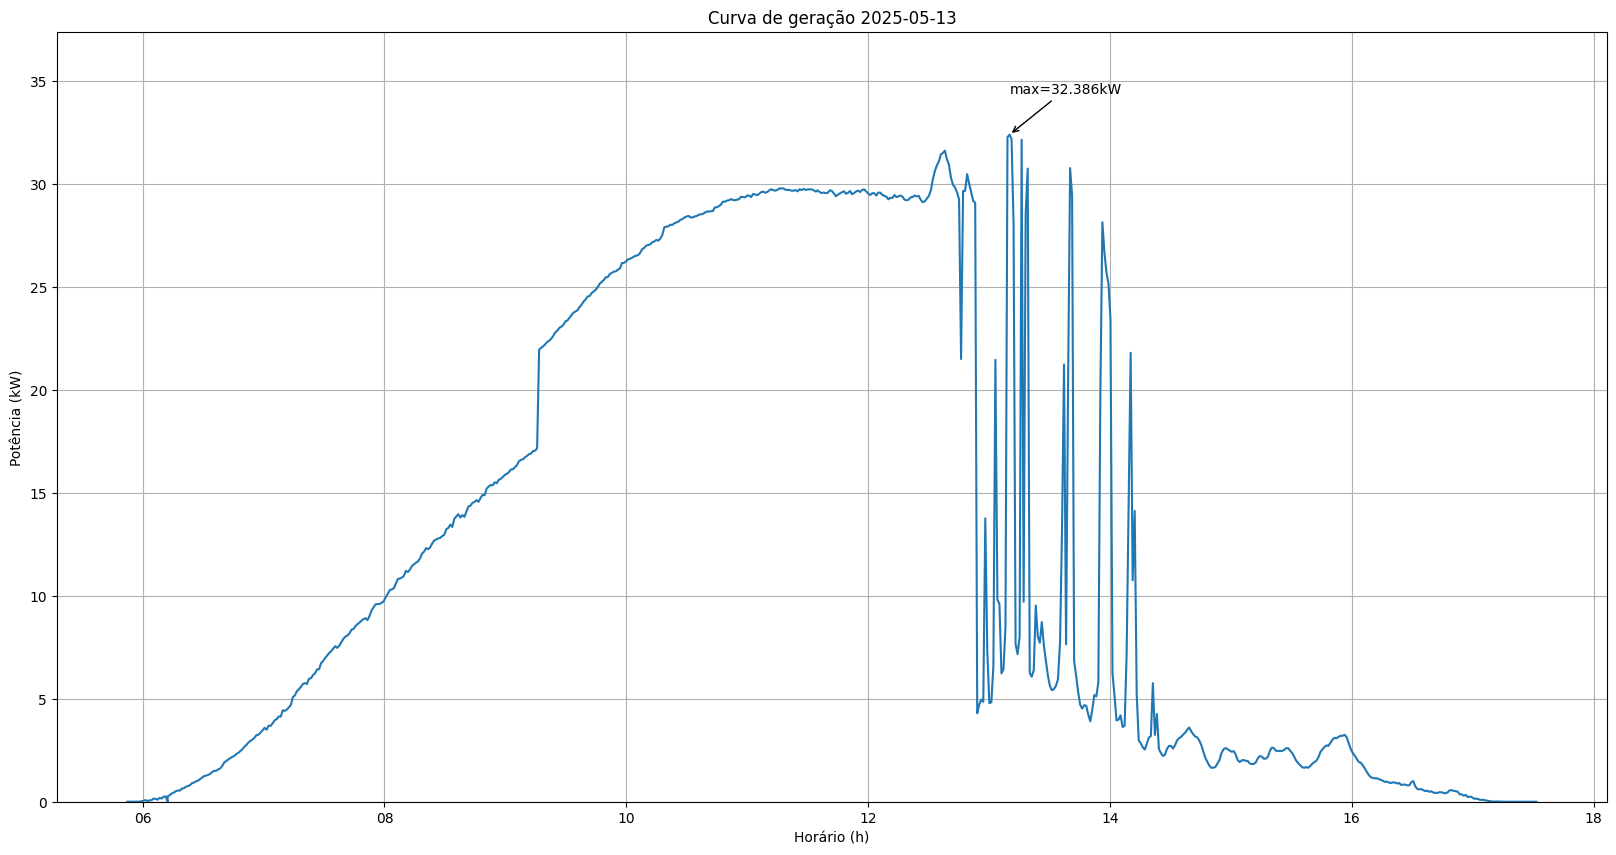 Curva de geração 2025-05-13
max=32.386kW
Potência (kW)
35
30
25
20
15
10
5
0
06 08 10 12 14 16 18
Horário (h)